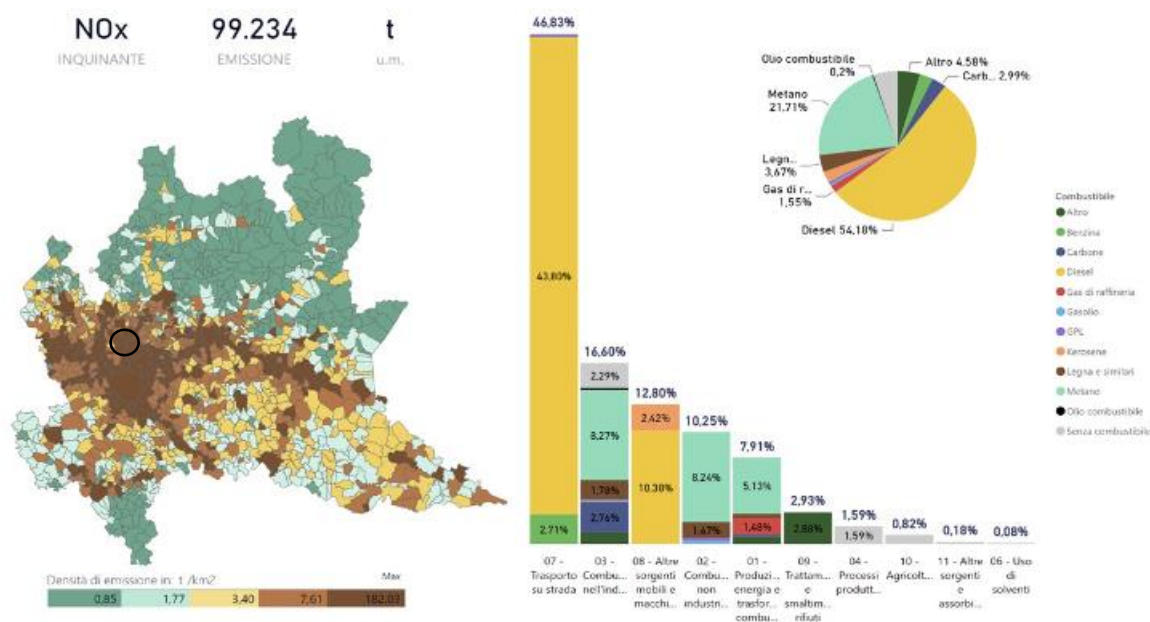 NOx
99.234
t
INQUINANTE
EMISSIONE
u.m.
Densità di emissione in: t /km2
Max
0,85
1,77
3,40
7,61
182,03
46,83%
43,80%
2,71%
16,60%
2,29%
8,27%
1,78%
2,76%
12,80%
2,42%
10,38%
10,25%
8,24%
1,47%
7,91%
5,13%
1,48%
2,93%
2,88%
1,59%
1,59%
0,82%
0,18%
0,08%
07 -
Trasporto
su strada
03 -
Combu...
nell'ind...
08 - Altre
sorgenti
mobili e
macchi...
02 -
Combu...
non
industri...
01 -
Produzi...
energia e
trasfor...
combu...
09 -
Trattam...
e
smaltim...
rifiuti
04 -
Processi
produtt...
10 -
Agricolt...
11 - Altre
sorgenti
e
assorbi...
06 - Uso
di
solventi
Olio combustibile
0,2%
Altro 4.58%
Carb... 2,99%
Metano
21,71%
Legn...
3,67%
Gas di r...
1,55%
Diesel 54,18%
Combustibile
Altro
Benzina
Carbone
Diesel
Gas di raffineria
Gasolio
GPL
Kerosene
Legna e similari
Metano
Olio combustibile
Senza combustibile